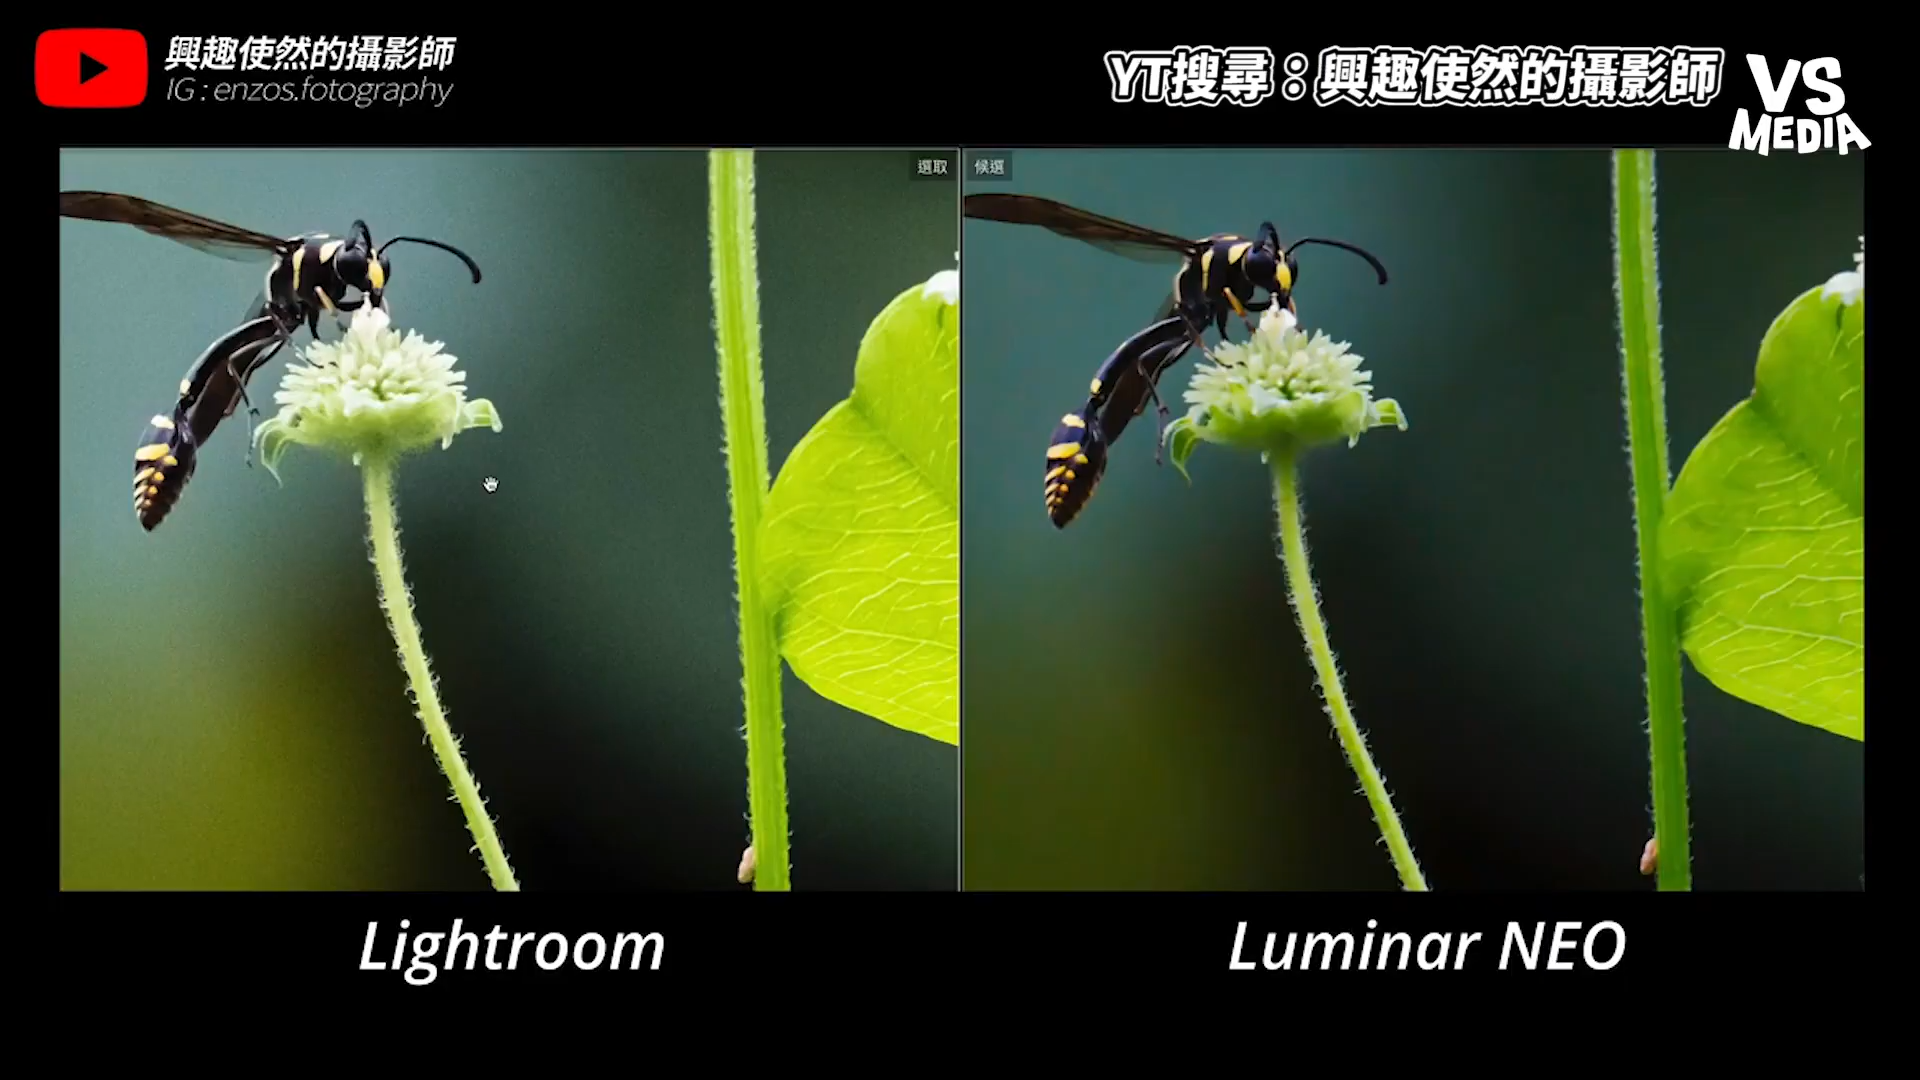 興趣使然的攝影師
IG : enzos.fotography
YT搜尋：興趣使然的攝影師
VS
MEDIA
選取
候選
Lightroom
Luminar NEO